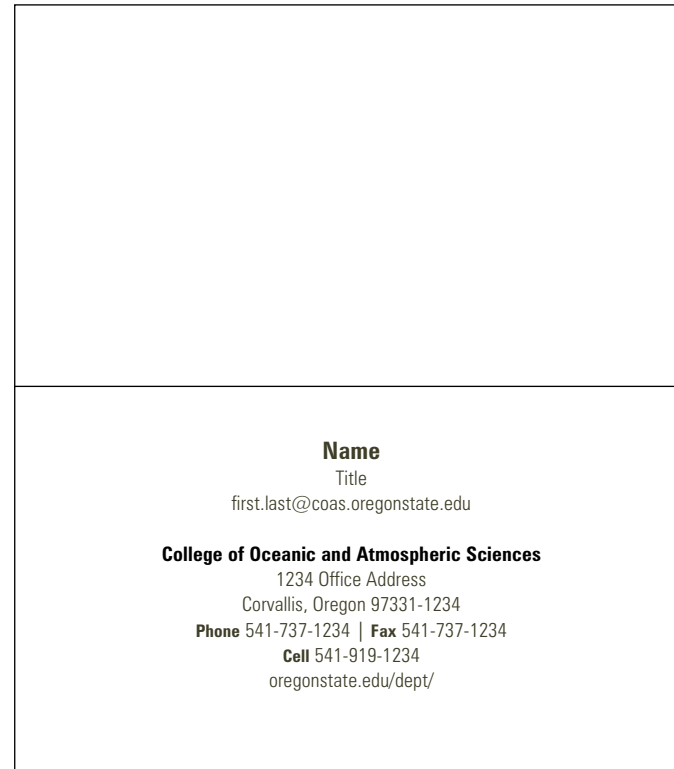 Name
Title
first.last@coas.oregonstate.edu
College of Oceanic and Atmospheric Sciences
1234 Office Address
Corvallis, Oregon 97331-1234
Phone 541-737-1234 | Fax 541-737-1234
Cell 541-919-1234
oregonstate.edu/dept/